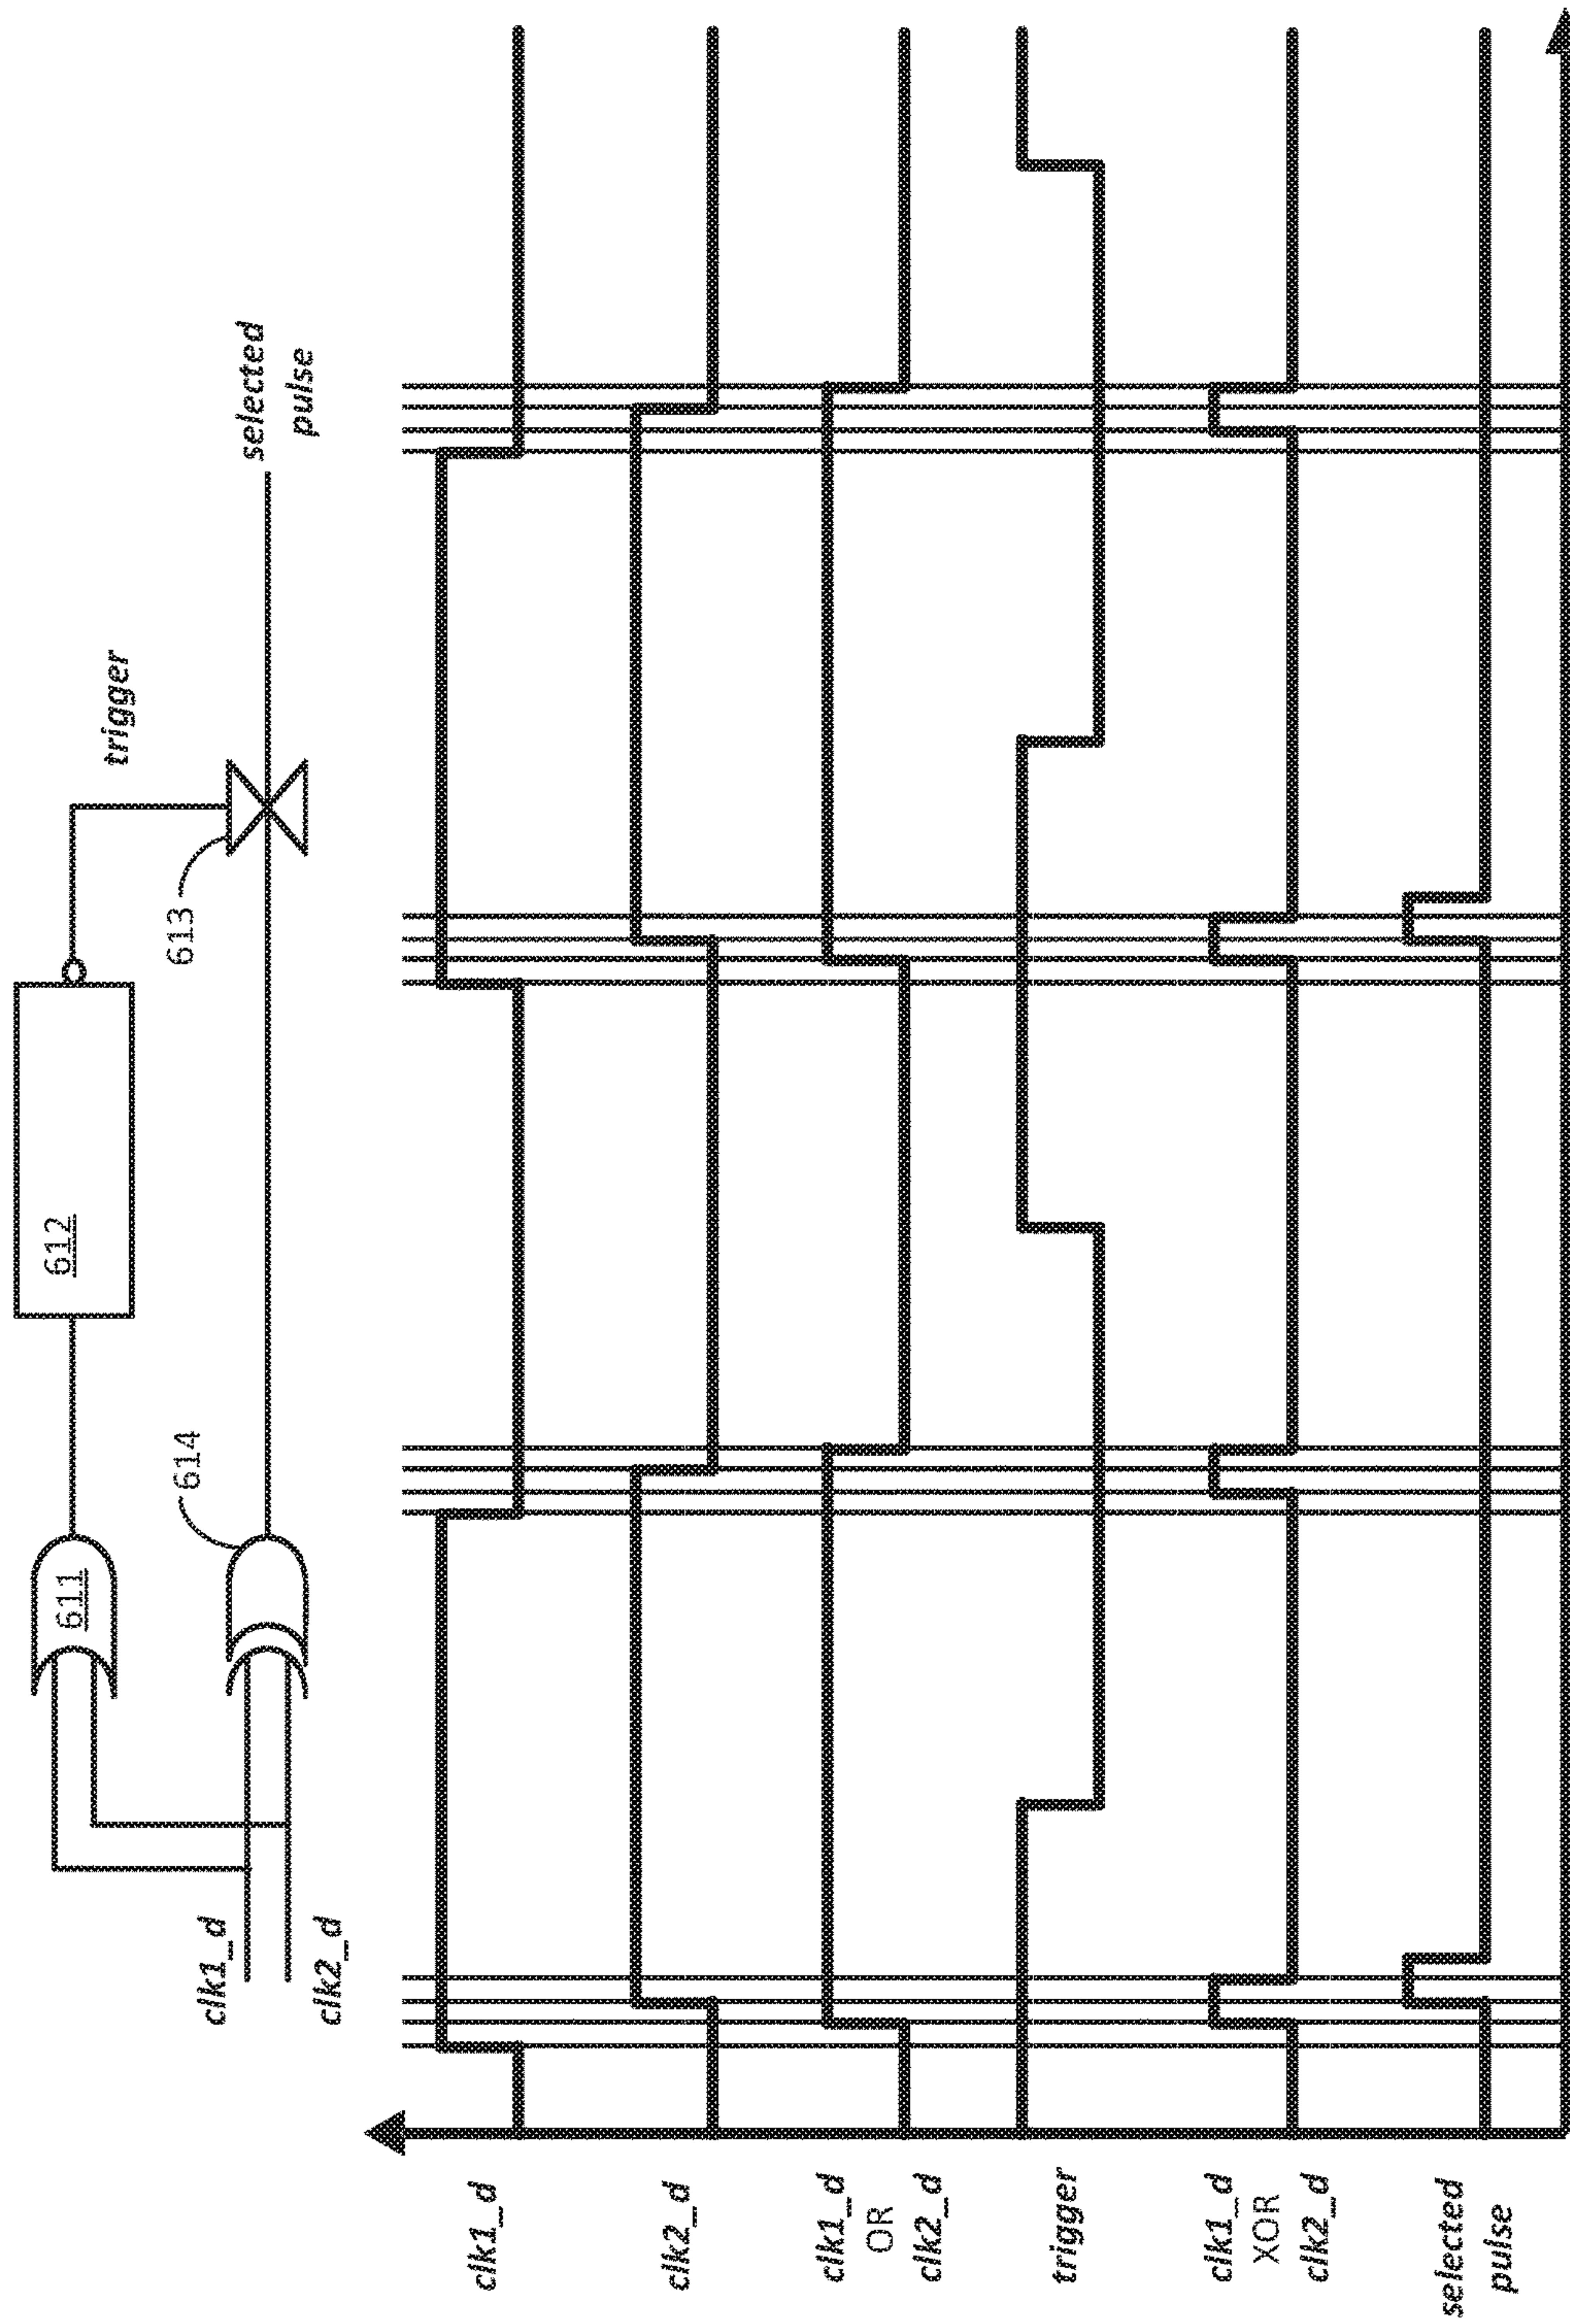 612
trigger
611
614
613
clk1_d
clk2_d
selected
pulse
clk1_d
clk2_d
clk1_d
OR
clk2_d
trigger
clk1_d
XOR
clk2_d
selected
pulse